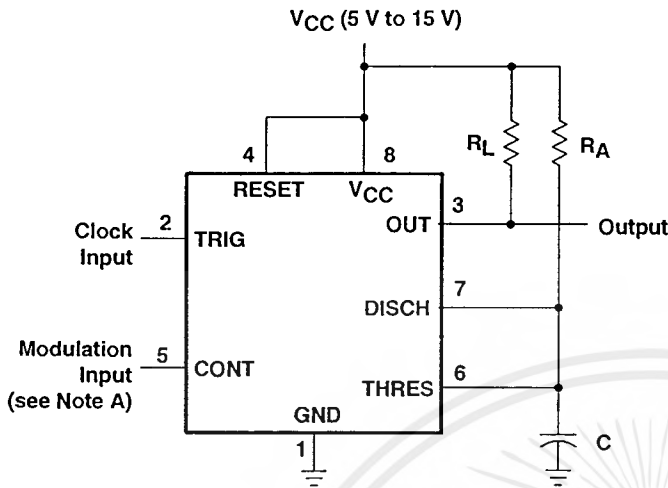 VCC (5 V to 15 V)
RL
RA
4
8
RESET
VCC
3
OUT
Output
Clock
Input
2
TRIG
7
DISCH
Modulation
Input
(see Note A)
5
CONT
6
THRES
GND
1
C